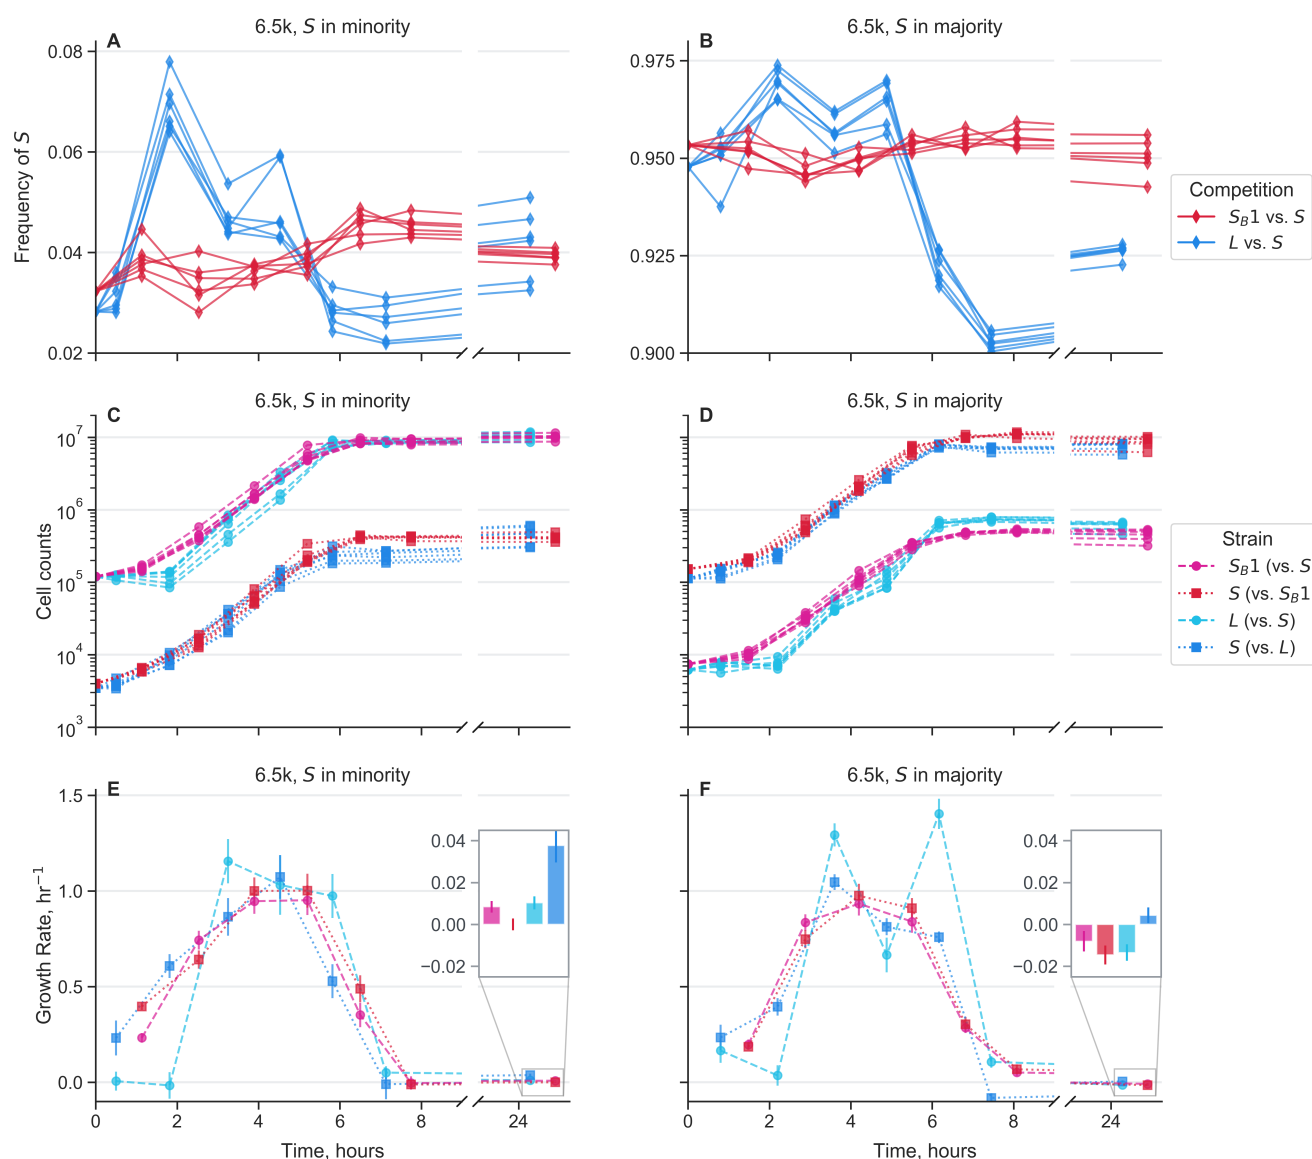 A
6.5k, S in minority
0.08
0.06
0.04
0.02
Frequency of S
B
6.5k, S in majority
0.975
0.950
0.925
0.900
Competition
S_B1 vs. S
L vs. S
C
6.5k, S in minority
10^7
10^6
10^5
10^4
10^3
Cell counts
D
6.5k, S in majority
Strain
S_B1 (vs. S
S (vs. S_B1
L (vs. S)
S (vs. L)
E
6.5k, S in minority
1.5
1.0
0.5
0.0
Growth Rate, hr^−1
0.04
0.02
0.00
−0.02
0 2 4 6 8 24
Time, hours
F
6.5k, S in majority
0.04
0.02
0.00
−0.02
0 2 4 6 8 24
Time, hours